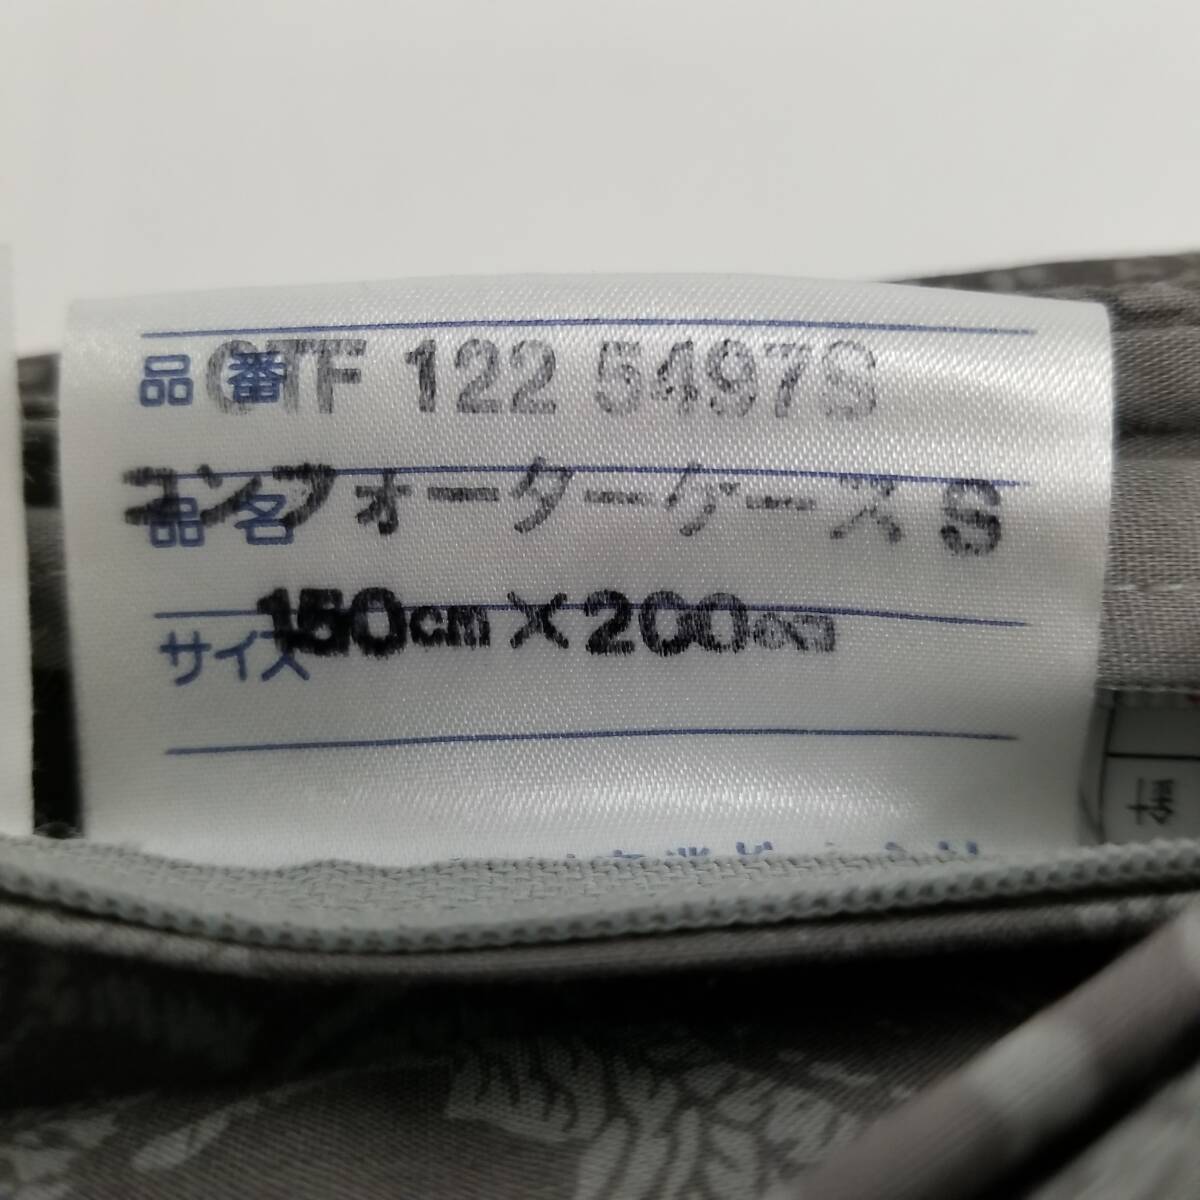 品番 CTF 122 5497S
品名 コンフォーターケース S
サイズ 150cm×200cm